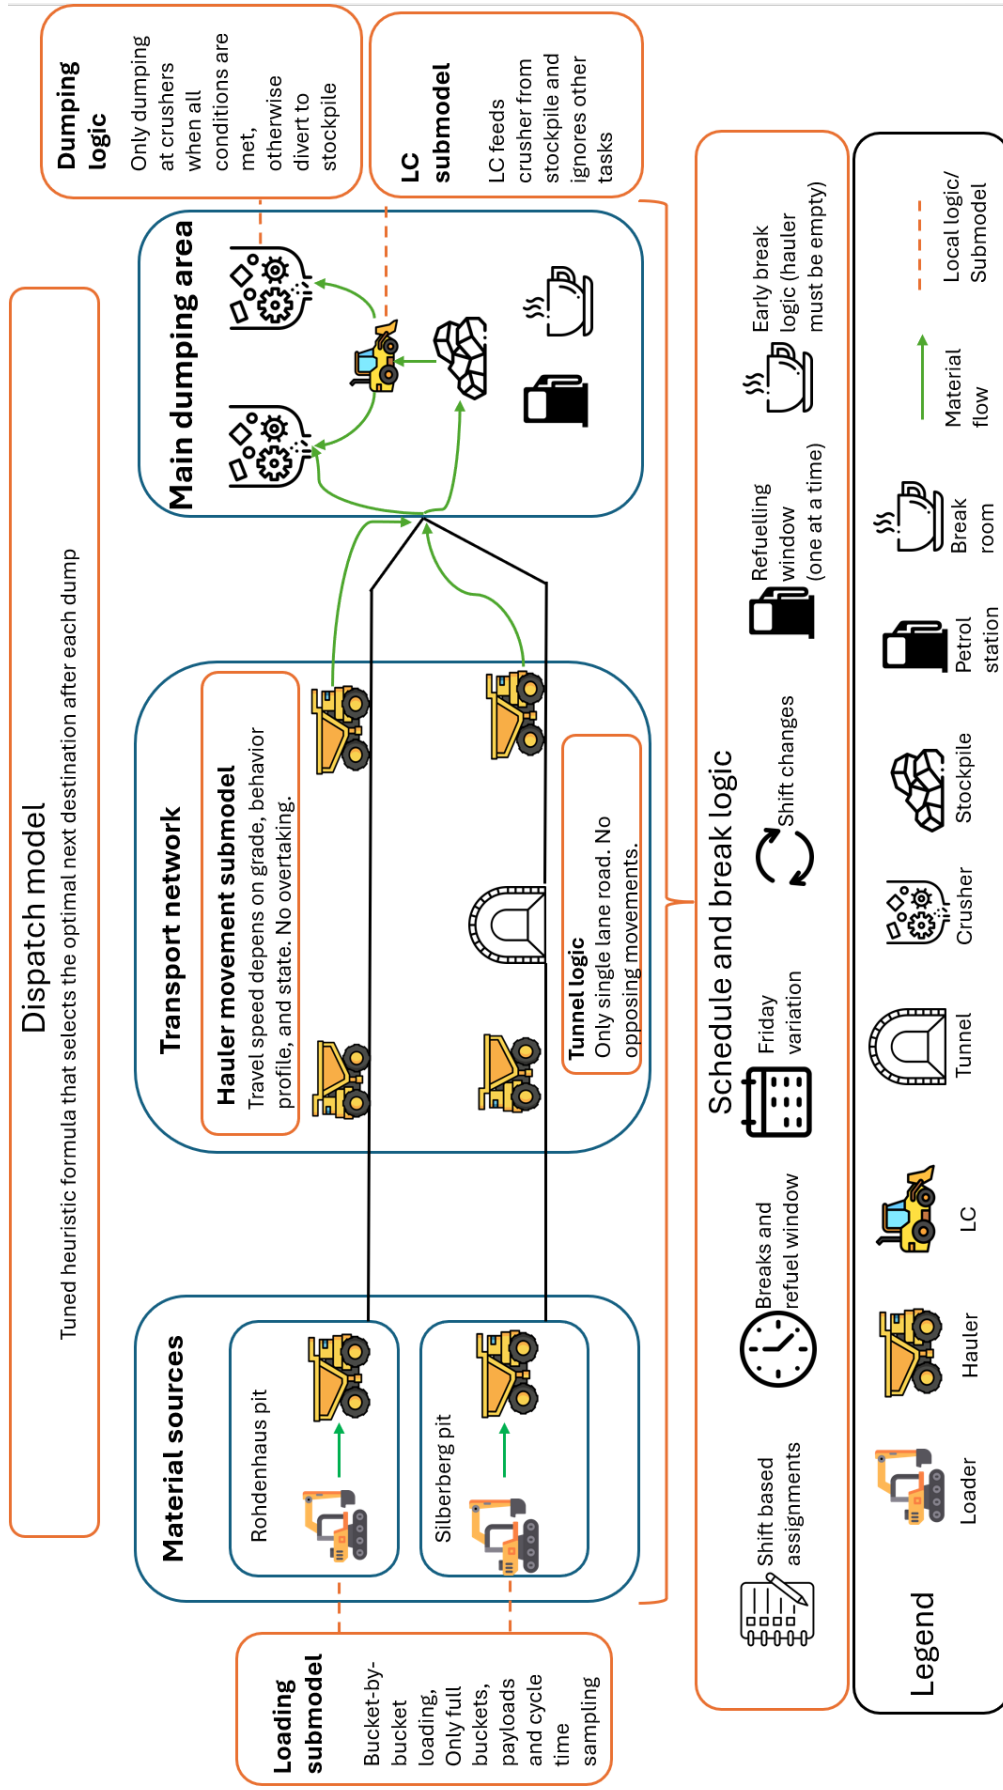 Dispatch model
Tuned heuristic formula that selects the optimal next destination after each dump
Loading
submodel
Bucket-by-
bucket
loading,
Only full
buckets,
payloads
and cycle
time
sampling
Material sources
Rohdenhaus pit
Silberberg pit
Transport network
Hauler movement submodel
Travel speed depens on grade, behavior
profile, and state. No overtaking.
Tunnel logic
Only single lane road. No
opposing movements.
Main dumping area
Dumping
logic
Only dumping
at crushers
when all
conditions are
met,
otherwise
divert to
stockpile
LC
submodel
LC feeds
crusher from
stockpile and
ignores other
tasks
Schedule and break logic
Shift based
assignments
Breaks and
refuel window
Friday
variation
Shift changes
Refuelling
window
(one at a time)
Early break
logic (hauler
must be empty)
Legend
Loader
Hauler
LC
Tunnel
Crusher
Stockpile
Petrol
station
Break
room
Material
flow
Local logic/
Submodel